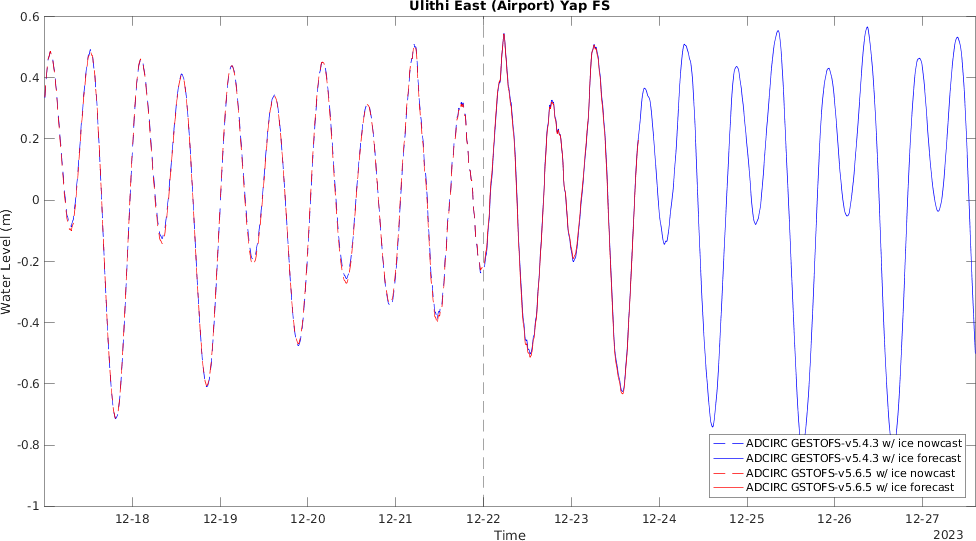 Ulithi East (Airport) Yap FS
0.6
0.4
0.2
0
-0.2
-0.4
-0.6
-0.8
-1
Water Level (m)
ADCIRC GESTOFS-v5.4.3 w/ ice nowcast
ADCIRC GESTOFS-v5.4.3 w/ ice forecast
ADCIRC GSTOFS-v5.6.5 w/ ice nowcast
ADCIRC GSTOFS-v5.6.5 w/ ice forecast
12-18 12-19 12-20 12-21 12-22 12-23 12-24 12-25 12-26 12-27
Time
2023